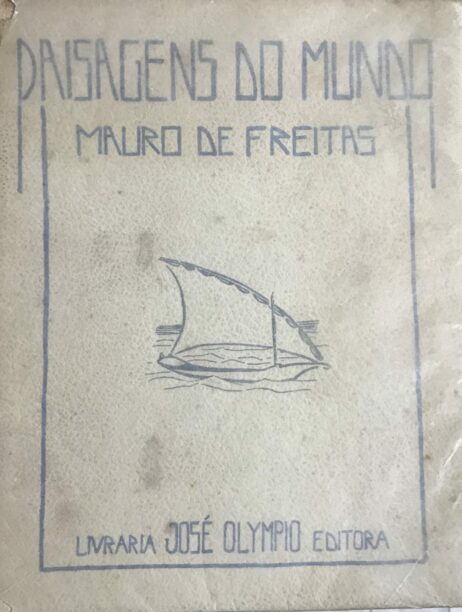 PAISAGENS DO MUNDO
MAURO DE FREITAS
LIVRARIA JOSÉ OLYMPIO EDITORA